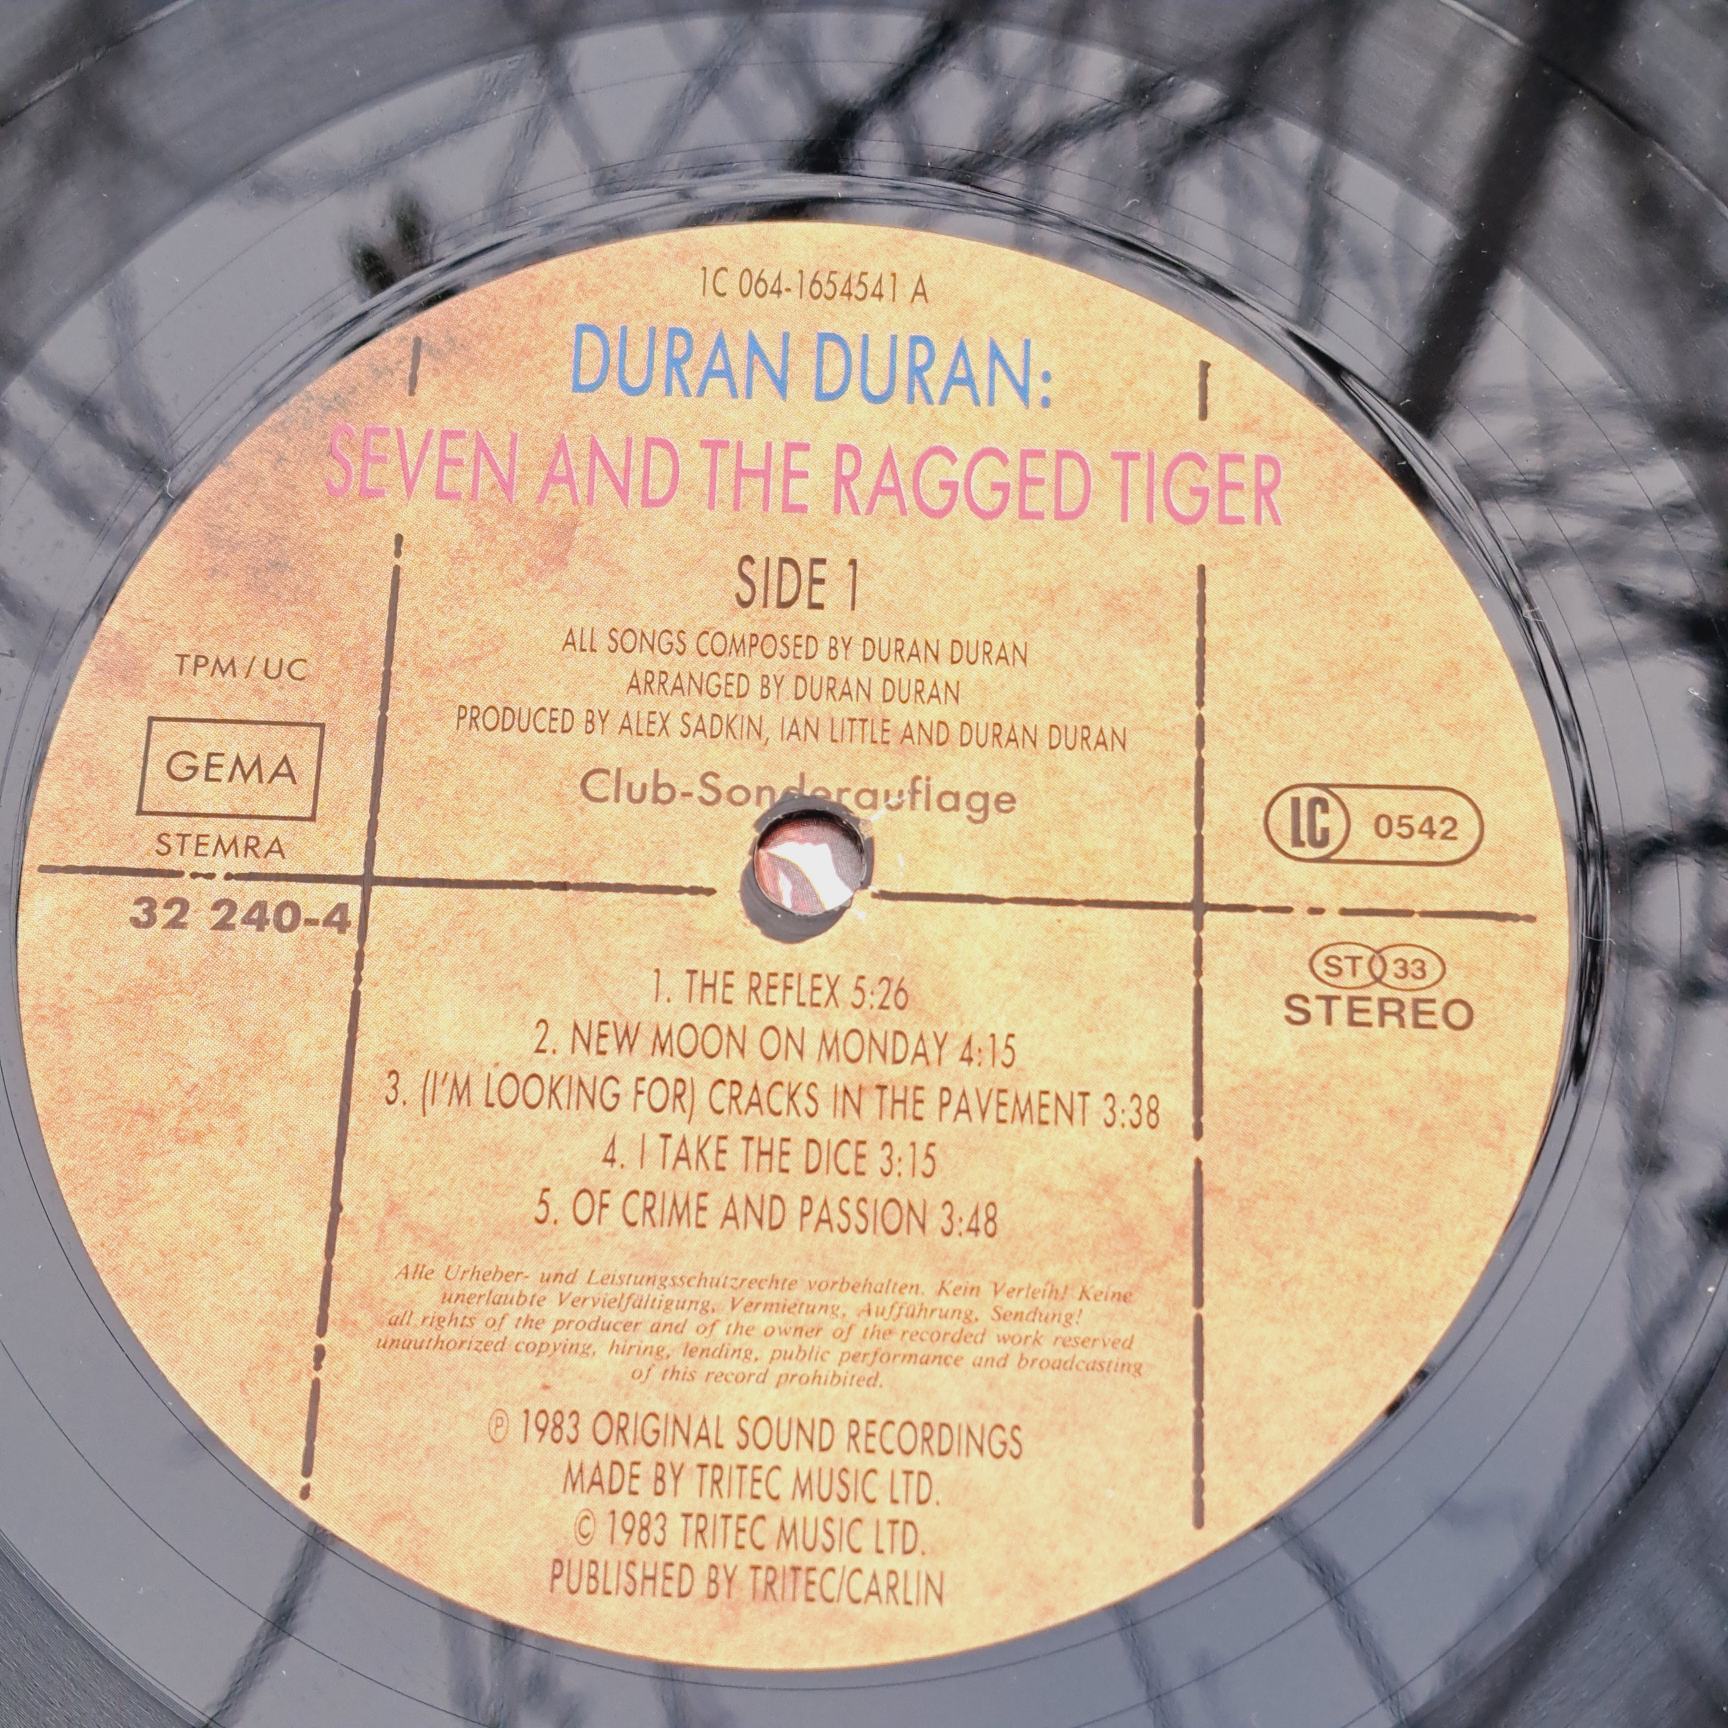 1C 064-1654541 A
DURAN DURAN:
SEVEN AND THE RAGGED TIGER
SIDE 1
ALL SONGS COMPOSED BY DURAN DURAN
ARRANGED BY DURAN DURAN
PRODUCED BY ALEX SADKIN, IAN LITTLE AND DURAN DURAN
Club-Sonderauflage
TPM/UC
GEMA
STEMRA
32 240-4
LC 0542
ST 33
STEREO
1. THE REFLEX 5:26
2. NEW MOON ON MONDAY 4:15
3. (I'M LOOKING FOR) CRACKS IN THE PAVEMENT 3:38
4. I TAKE THE DICE 3:15
5. OF CRIME AND PASSION 3:48
Alle Urheber- und Leistungsschutzrechte vorbehalten. Kein Verleih! Keine
unerlaubte Vervielfältigung, Vermietung, Aufführung, Sendung!
all rights of the producer and of the owner of the recorded work reserved
unauthorized copying, hiring, lending, public performance and broadcasting
of this record prohibited.
℗ 1983 ORIGINAL SOUND RECORDINGS
MADE BY TRITEC MUSIC LTD.
© 1983 TRITEC MUSIC LTD.
PUBLISHED BY TRITEC/CARLIN